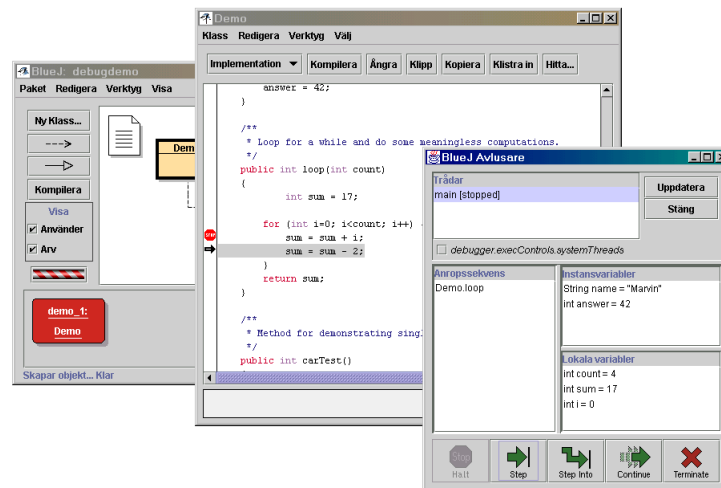 BlueJ: debugdemo
Paket Redigera Verktyg Visa
Ny Klass...
Kompilera
Visa
Använder
Arv
Dem
demo_1:
Demo
Skapar objekt... Klar
Demo
Klass Redigera Verktyg Välj
Implementation Kompilera Ångra Klipp Kopiera Klistra in Hitta...
answer = 42;
}
/**
* Loop for a while and do some meaningless computations.
*/
public int loop(int count)
{
int sum = 17;
for (int i=0; i<count; i++)
STOP
sum = sum + i;
sum = sum - 2;
}
return sum;
}
/**
* Method for demonstrating singl
*/
public int carTest()
BlueJ Avlusare
Trådar
main [stopped]
Uppdatera
Stäng
debugger.execControls.systemThreads
Anropssekvens
Demo.loop
Instansvariabler
String name = "Marvin"
int answer = 42
Lokala variabler
int count = 4
int sum = 17
int i = 0
Stop
Halt
Step
Step Into
Continue
Terminate